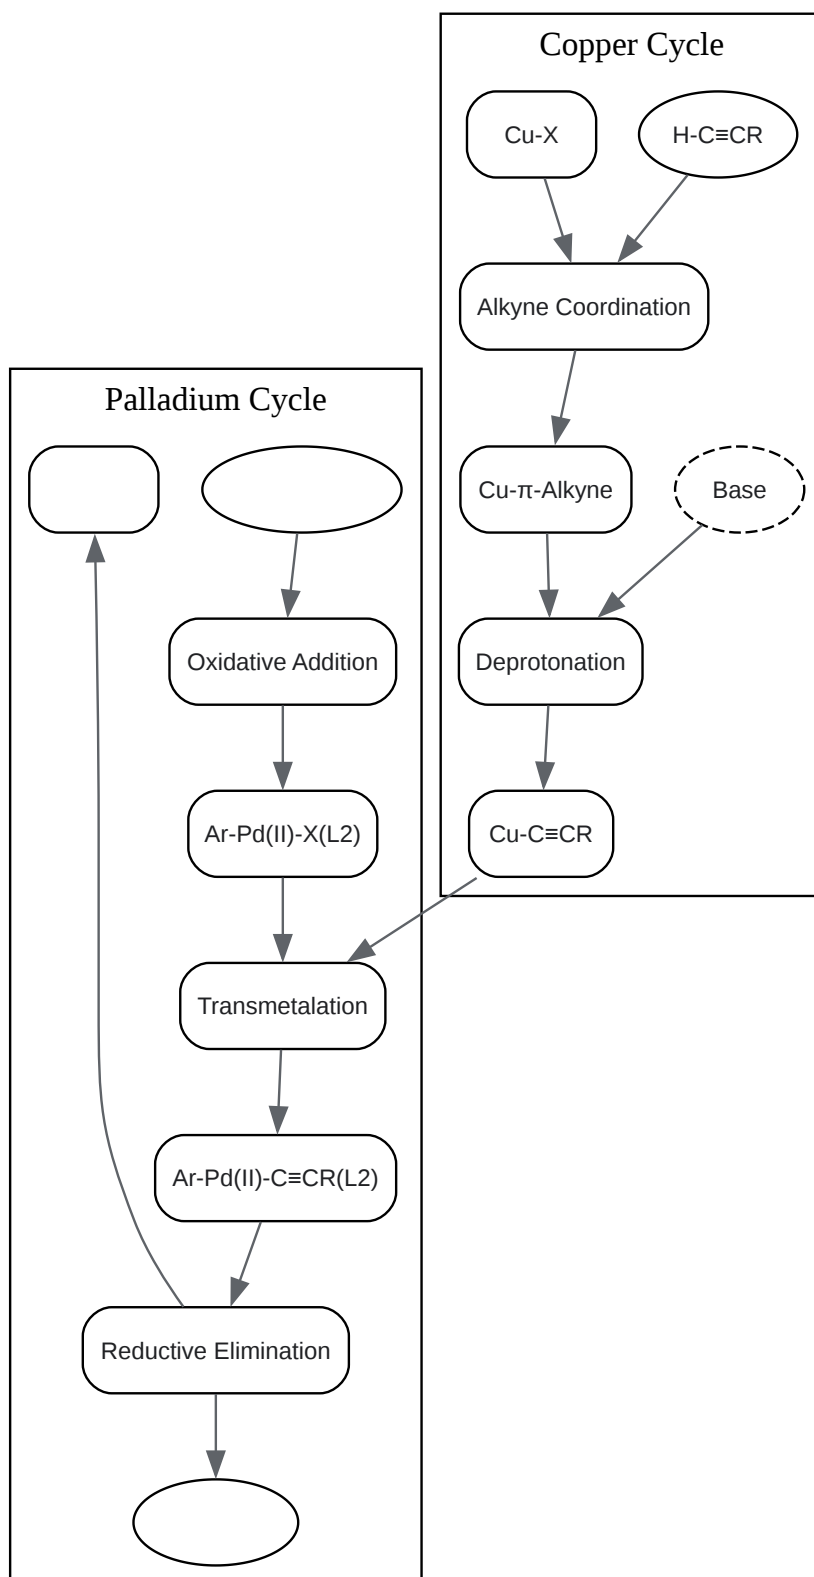 Copper Cycle
Cu-X
H-C≡CR
Alkyne Coordination
Palladium Cycle
Cu-π-Alkyne
Base
Oxidative Addition
Deprotonation
Ar-Pd(II)-X(L2)
Cu-C≡CR
Transmetalation
Ar-Pd(II)-C≡CR(L2)
Reductive Elimination